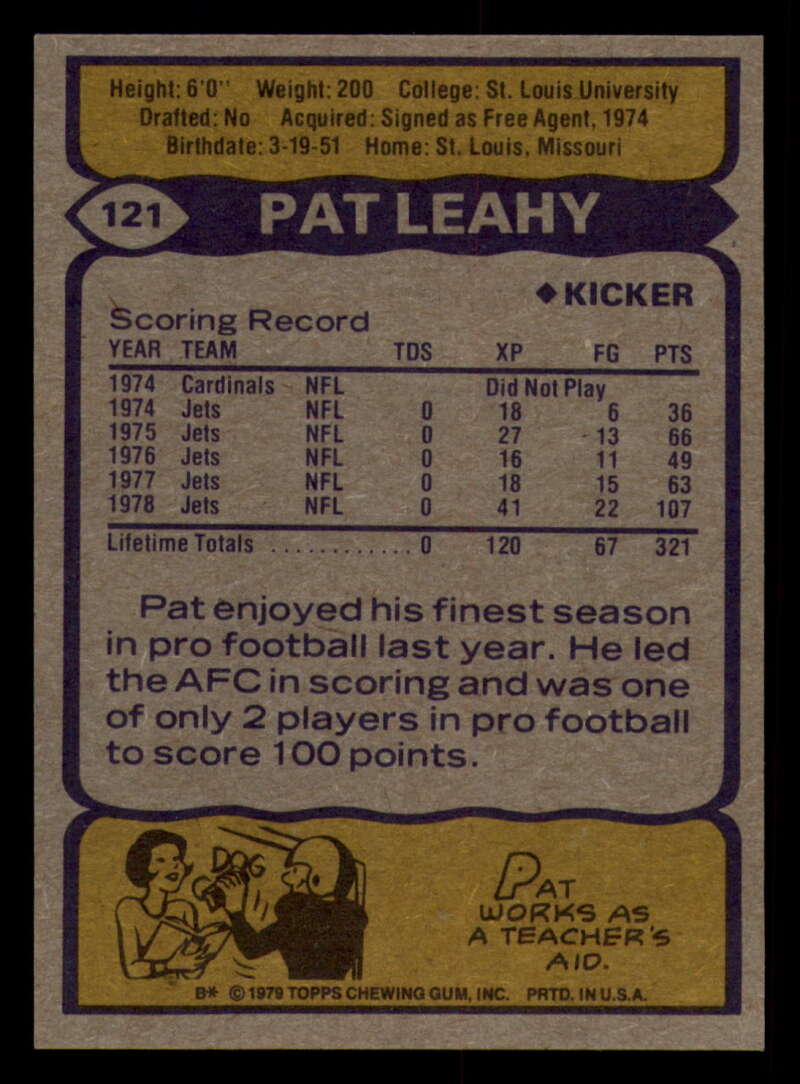 Height: 6'0" Weight: 200 College: St. Louis University
Drafted: No Acquired: Signed as Free Agent, 1974
Birthdate: 3-19-51 Home: St. Louis, Missouri
121 PAT LEAHY
◆ KICKER
Scoring Record
YEAR TEAM TDS XP FG PTS
1974 Cardinals NFL Did Not Play
1974 Jets NFL 0 18 6 36
1975 Jets NFL 0 27 13 66
1976 Jets NFL 0 16 11 49
1977 Jets NFL 0 18 15 63
1978 Jets NFL 0 41 22 107
Lifetime Totals ............. 0 120 67 321
Pat enjoyed his finest season
in pro football last year. He led
the AFC in scoring and was one
of only 2 players in pro football
to score 100 points.
DOG
C
PAT
WORKS AS
A TEACHER'S
AID.
B* © 1979 TOPPS CHEWING GUM, INC. PRTD. IN U.S.A.